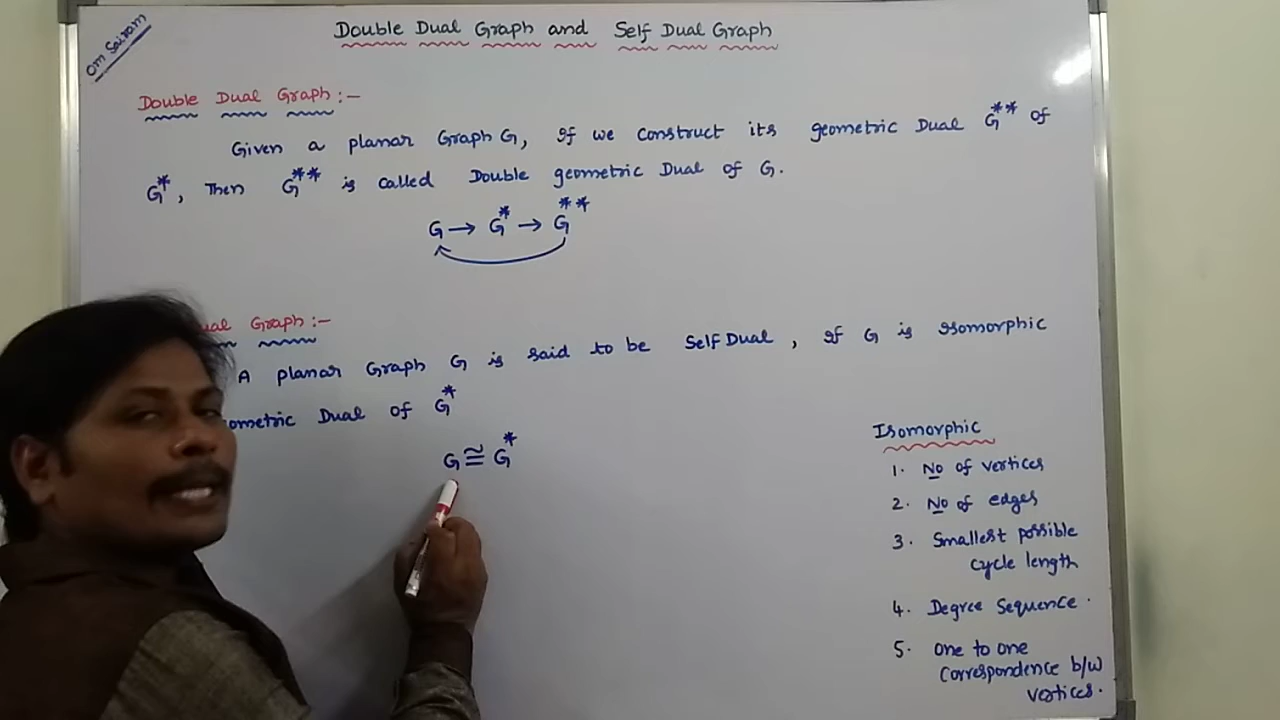 Om Sairam
Double Dual Graph and Self Dual Graph
Double Dual Graph :-
Given a planar Graph G, If we construct its geometric Dual G** of
G*, Then G** is called Double geometric Dual of G.
G → G* → G**
Graph :-
A planar Graph G is said to be Self Dual, If G is Isomorphic
Dual of G*
G ≅ G*
Isomorphic
1. No of vertices
2. No of edges
3. Smallest possible
cycle length
4. Degree Sequence.
5. one to one
correspondence b/w
vertices.